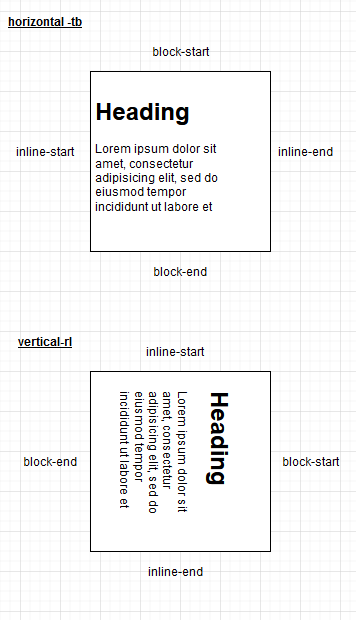 horizontal -tb
block-start
Heading
inline-start
inline-end
Lorem ipsum dolor sit
amet, consectetur
adipisicing elit, sed do
eiusmod tempor
incididunt ut labore et
block-end
vertical-rl
inline-start
Heading
Lorem ipsum dolor sit
amet, consectetur
adipisicing elit, sed do
eiusmod tempor
incididunt ut labore et
block-end
block-start
inline-end